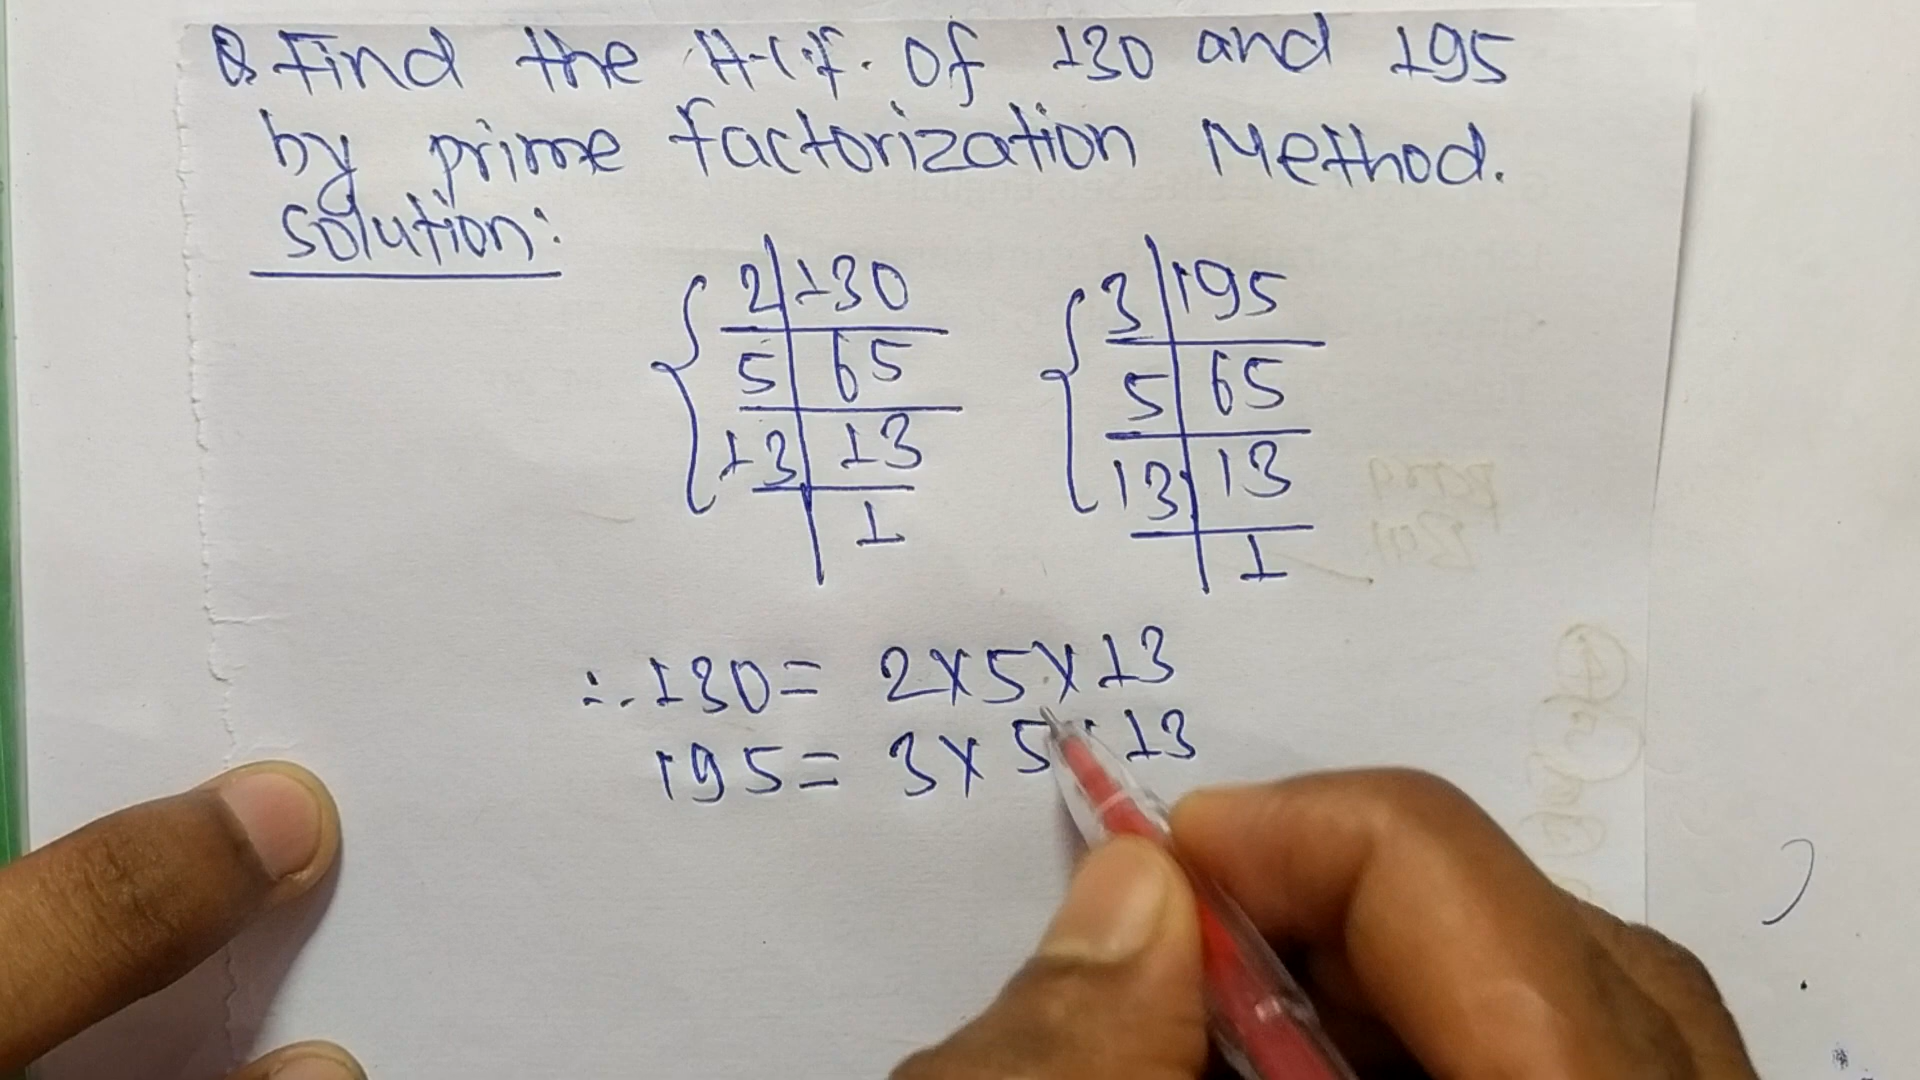 Q Find the H.C.F. Of 130 and 195
by prime factorization Method.
Solution:
2 130
5 65
13 13
1
3 195
5 65
13 13
1
∴ 130 = 2 x 5 x 13
195 = 3 x 5 x 13